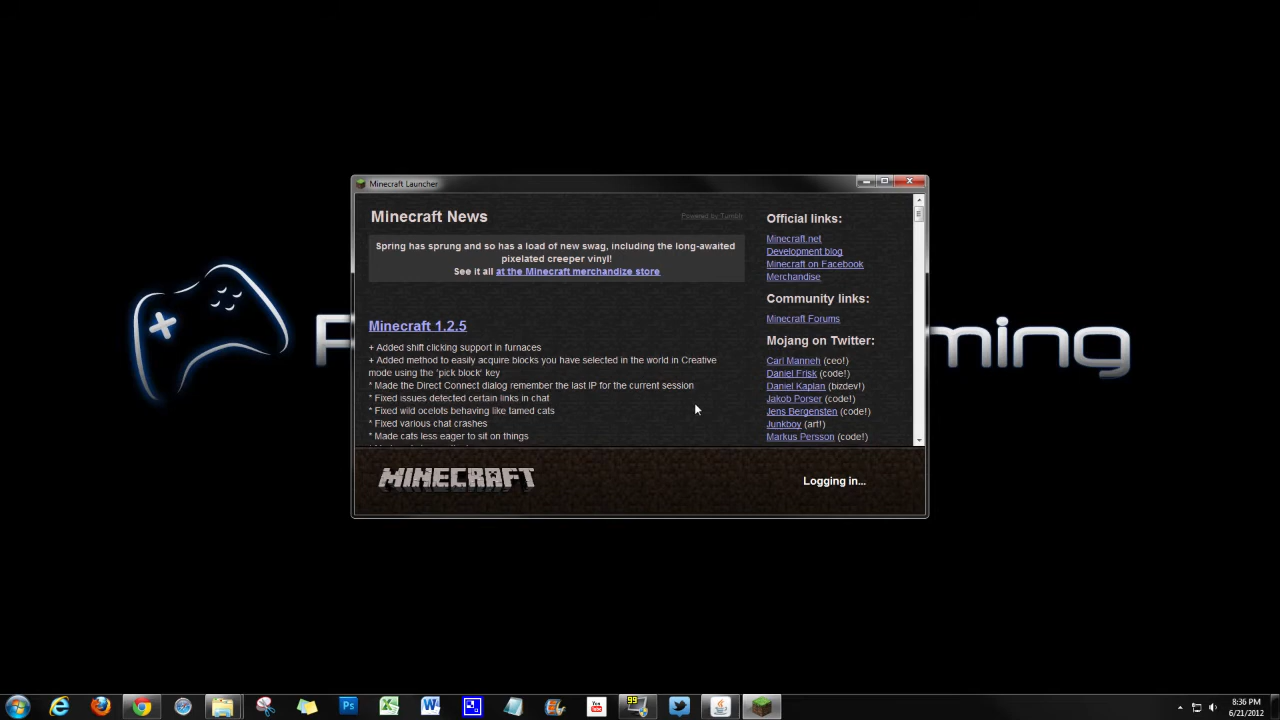 Minecraft Launcher
Minecraft News
Powered by Tumblr
Spring has sprung and so has a load of new swag, including the long-awaited
pixelated creeper vinyl!
See it all at the Minecraft merchandize store
Minecraft 1.2.5
+ Added shift clicking support in furnaces
+ Added method to easily acquire blocks you have selected in the world in Creative
mode using the 'pick block' key
* Made the Direct Connect dialog remember the last IP for the current session
* Fixed issues detected certain links in chat
* Fixed wild ocelots behaving like tamed cats
* Fixed various chat crashes
* Made cats less eager to sit on things
Official links:
Minecraft.net
Development blog
Minecraft on Facebook
Merchandise
Community links:
Minecraft Forums
Mojang on Twitter:
Carl Manneh (ceo!)
Daniel Frisk (code!)
Daniel Kaplan (bizdev!)
Jakob Porser (code!)
Jens Bergensten (code!)
Junkboy (art!)
Markus Persson (code!)
MINECRAFT
Logging in...
Ps
You
Tube
99
8:36 PM
6/21/2012